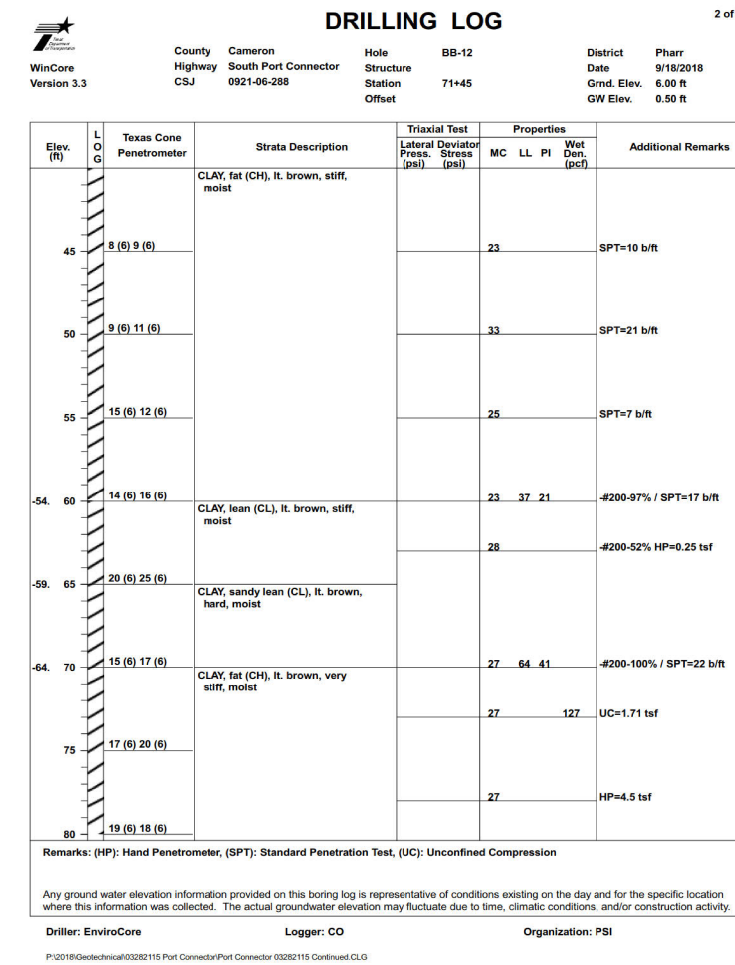 DRILLING LOG
2 of
Texas
Department
of Transportation
WinCore
Version 3.3
County Cameron
Highway South Port Connector
CSJ 0921-06-288
Hole BB-12
Structure
Station 71+45
Offset
District Pharr
Date 9/18/2018
Grnd. Elev. 6.00 ft
GW Elev. 0.50 ft
Elev. (ft)
LOG
Texas Cone Penetrometer
Strata Description
Triaxial Test
Lateral Press. (psi)
Deviator Stress (psi)
Properties
MC LL PI Wet Den. (pcf)
Additional Remarks
CLAY, fat (CH), lt. brown, stiff,
moist
45 8 (6) 9 (6) 23 SPT=10 b/ft
50 9 (6) 11 (6) 33 SPT=21 b/ft
55 15 (6) 12 (6) 25 SPT=7 b/ft
-54. 60 14 (6) 16 (6) 23 37 21 -#200-97% / SPT=17 b/ft
CLAY, lean (CL), lt. brown, stiff,
moist
28 -#200-52% HP=0.25 tsf
-59. 65 20 (6) 25 (6)
CLAY, sandy lean (CL), lt. brown,
hard, moist
-64. 70 15 (6) 17 (6) 27 64 41 -#200-100% / SPT=22 b/ft
CLAY, fat (CH), lt. brown, very
stiff, moist
27 127 UC=1.71 tsf
75 17 (6) 20 (6)
27 HP=4.5 tsf
80 19 (6) 18 (6)
Remarks: (HP): Hand Penetrometer, (SPT): Standard Penetration Test, (UC): Unconfined Compression
Any ground water elevation information provided on this boring log is representative of conditions existing on the day and for the specific location
where this information was collected. The actual groundwater elevation may fluctuate due to time, climatic conditions, and/or construction activity.
Driller: EnviroCore Logger: CO Organization: PSI
P:\2018\Geotechnical\03282115 Port Connector\Port Connector 03282115 Continued.CLG